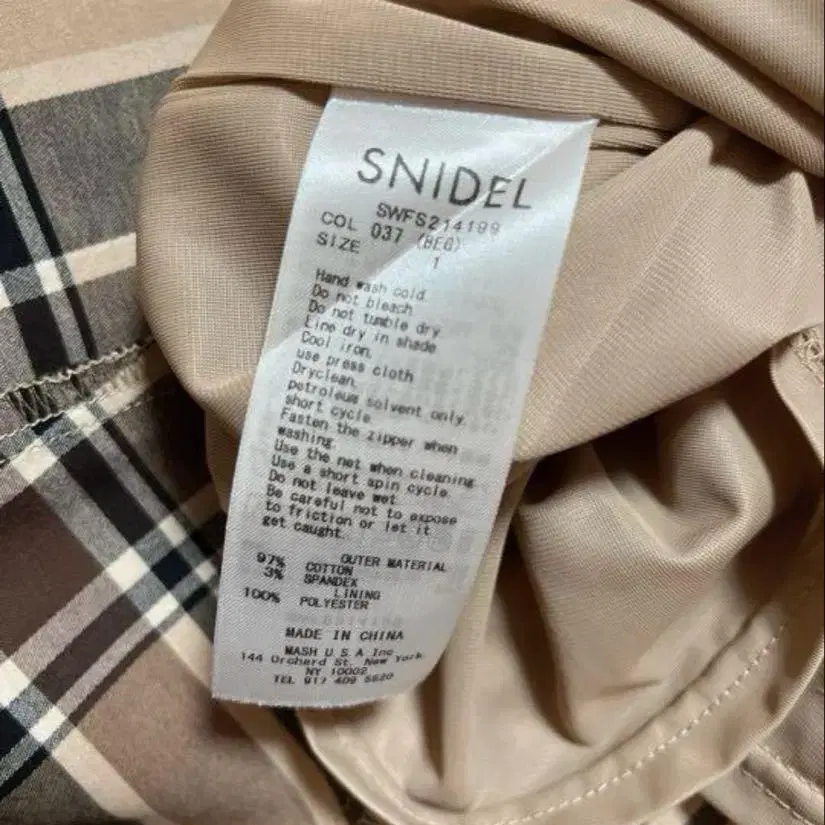 SNIDEL
SWFS214199
COL 037 (BEG)
SIZE 1
Hand wash cold.
Do not bleach.
Do not tumble dry
Line dry in shade
Cool iron,
use press cloth
Dryclean,
petroleum solvent only,
short cycle
Fasten the zipper when
washing.
Use the net when cleaning
Use a short spin cycle.
Do not leave wet
Be careful not to expose
to friction or let it
get caught.
OUTER MATERIAL
97% COTTON
3% SPANDEX
LINING
100% POLYESTER
MADE IN CHINA
MASH U.S.A Inc
144 Orchard St. New York,
NY 10002
TEL 917 409 5520